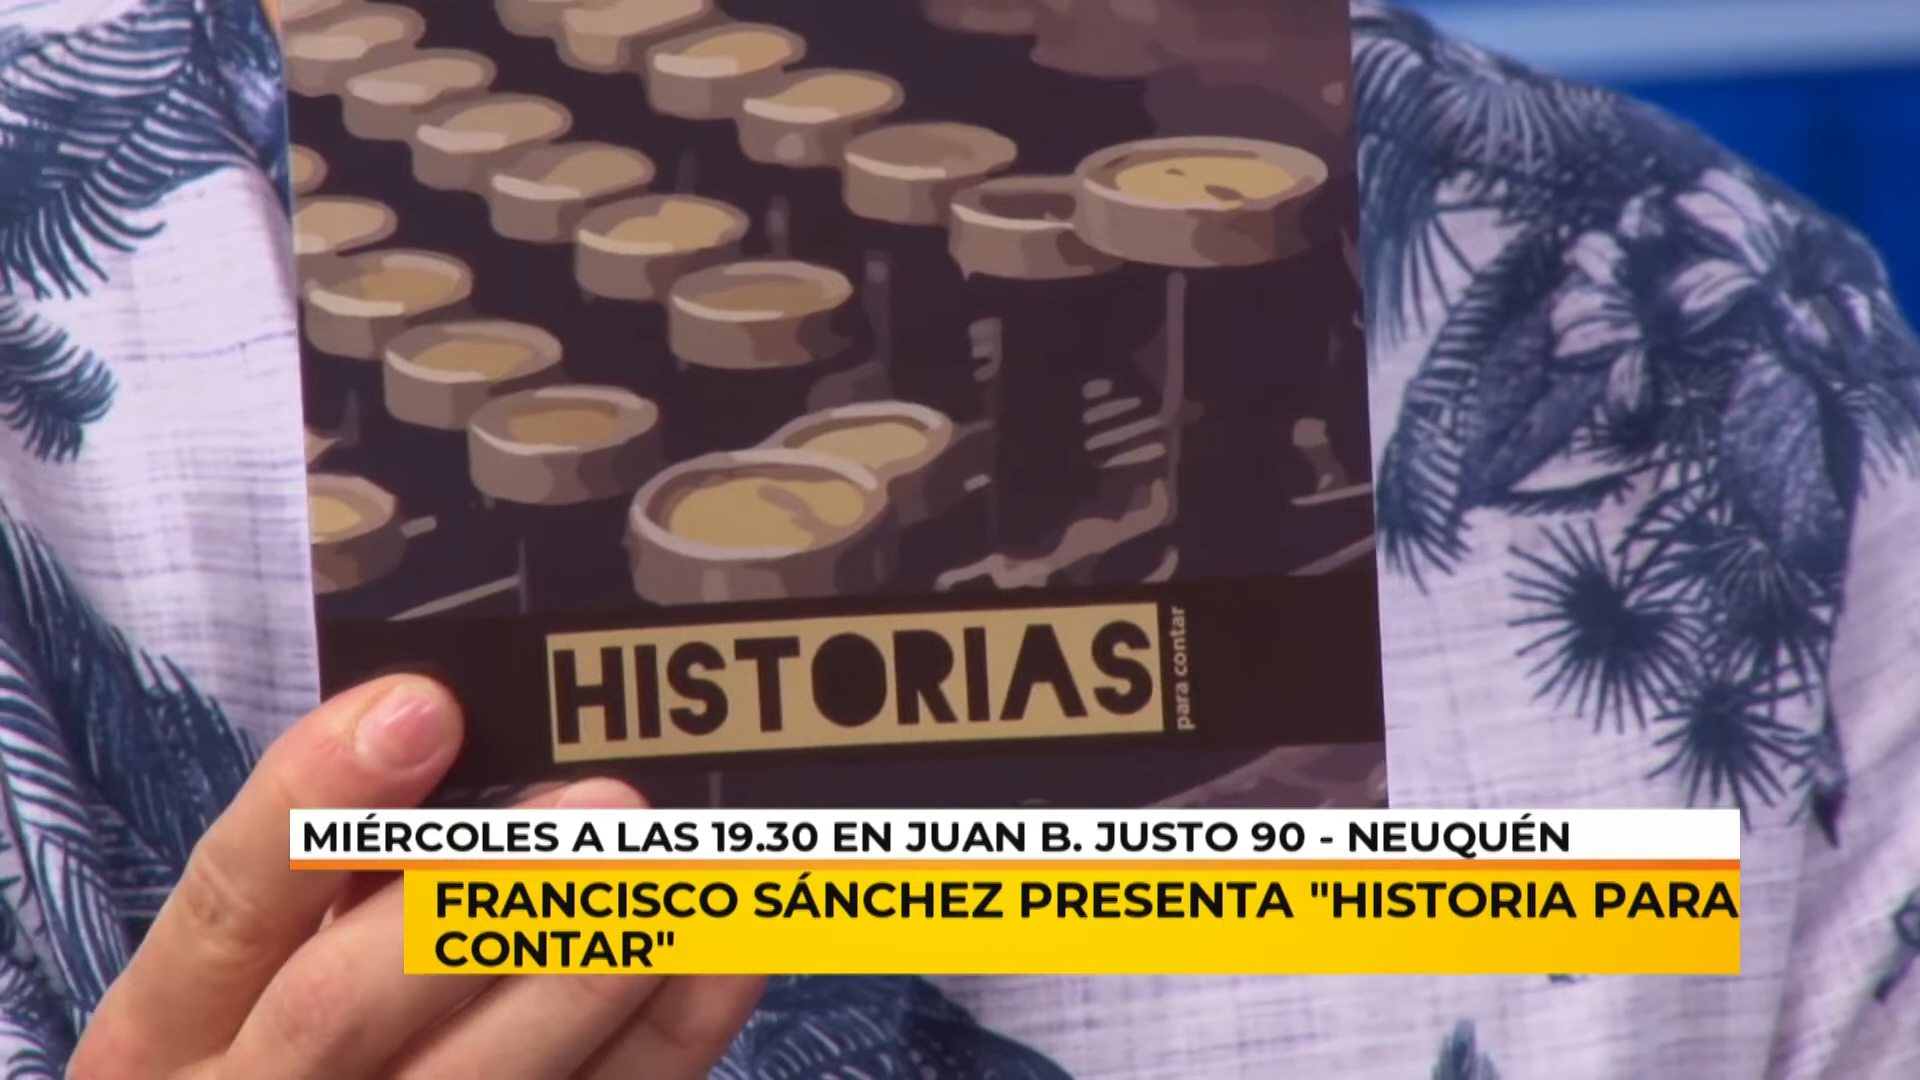 HISTORIAS
para contar
MIÉRCOLES A LAS 19.30 EN JUAN B. JUSTO 90 - NEUQUÉN
FRANCISCO SÁNCHEZ PRESENTA "HISTORIA PARA
CONTAR"